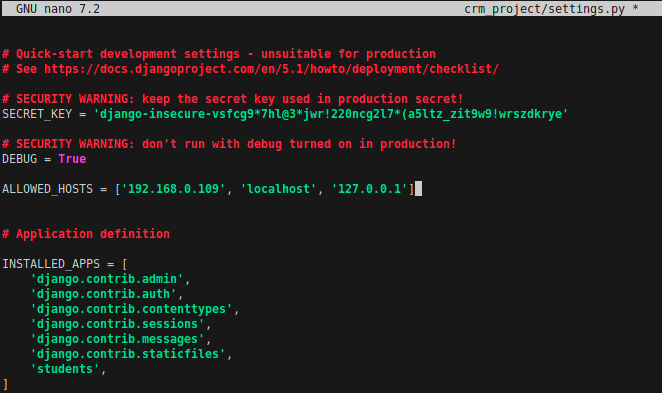 GNU nano 7.2 crm_project/settings.py *
# Quick-start development settings - unsuitable for production
# See https://docs.djangoproject.com/en/5.1/howto/deployment/checklist/
# SECURITY WARNING: keep the secret key used in production secret!
SECRET_KEY = 'django-insecure-vsfcg9*7hl@3*jwr!220ncg2l7*(a5ltz_zit9w9!wrszdkrye'
# SECURITY WARNING: don't run with debug turned on in production!
DEBUG = True
ALLOWED_HOSTS = ['192.168.0.109', 'localhost', '127.0.0.1']
# Application definition
INSTALLED_APPS = [
    'django.contrib.admin',
    'django.contrib.auth',
    'django.contrib.contenttypes',
    'django.contrib.sessions',
    'django.contrib.messages',
    'django.contrib.staticfiles',
    'students',
]